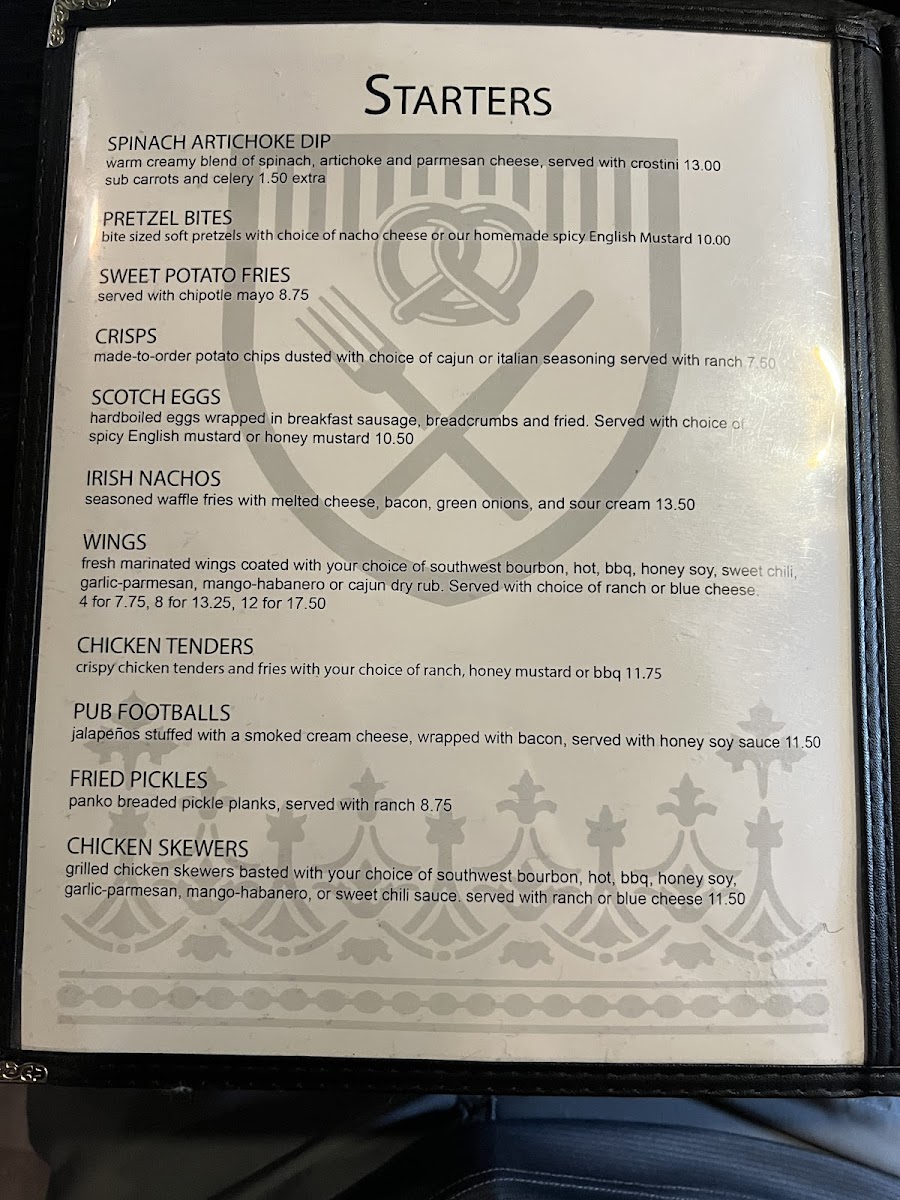 STARTERS
SPINACH ARTICHOKE DIP
warm creamy blend of spinach, artichoke and parmesan cheese, served with crostini 13.00
sub carrots and celery 1.50 extra
PRETZEL BITES
bite sized soft pretzels with choice of nacho cheese or our homemade spicy English Mustard 10.00
SWEET POTATO FRIES
served with chipotle mayo 8.75
CRISPS
made-to-order potato chips dusted with choice of cajun or italian seasoning served with ranch 7.50
SCOTCH EGGS
hardboiled eggs wrapped in breakfast sausage, breadcrumbs and fried. Served with choice of
spicy English mustard or honey mustard 10.50
IRISH NACHOS
seasoned waffle fries with melted cheese, bacon, green onions, and sour cream 13.50
WINGS
fresh marinated wings coated with your choice of southwest bourbon, hot, bbq, honey soy, sweet chili,
garlic-parmesan, mango-habanero or cajun dry rub. Served with choice of ranch or blue cheese.
4 for 7.75, 8 for 13.25, 12 for 17.50
CHICKEN TENDERS
crispy chicken tenders and fries with your choice of ranch, honey mustard or bbq 11.75
PUB FOOTBALLS
jalapeños stuffed with a smoked cream cheese, wrapped with bacon, served with honey soy sauce 11.50
FRIED PICKLES
panko breaded pickle planks, served with ranch 8.75
CHICKEN SKEWERS
grilled chicken skewers basted with your choice of southwest bourbon, hot, bbq, honey soy,
garlic-parmesan, mango-habanero, or sweet chili sauce. served with ranch or blue cheese 11.50